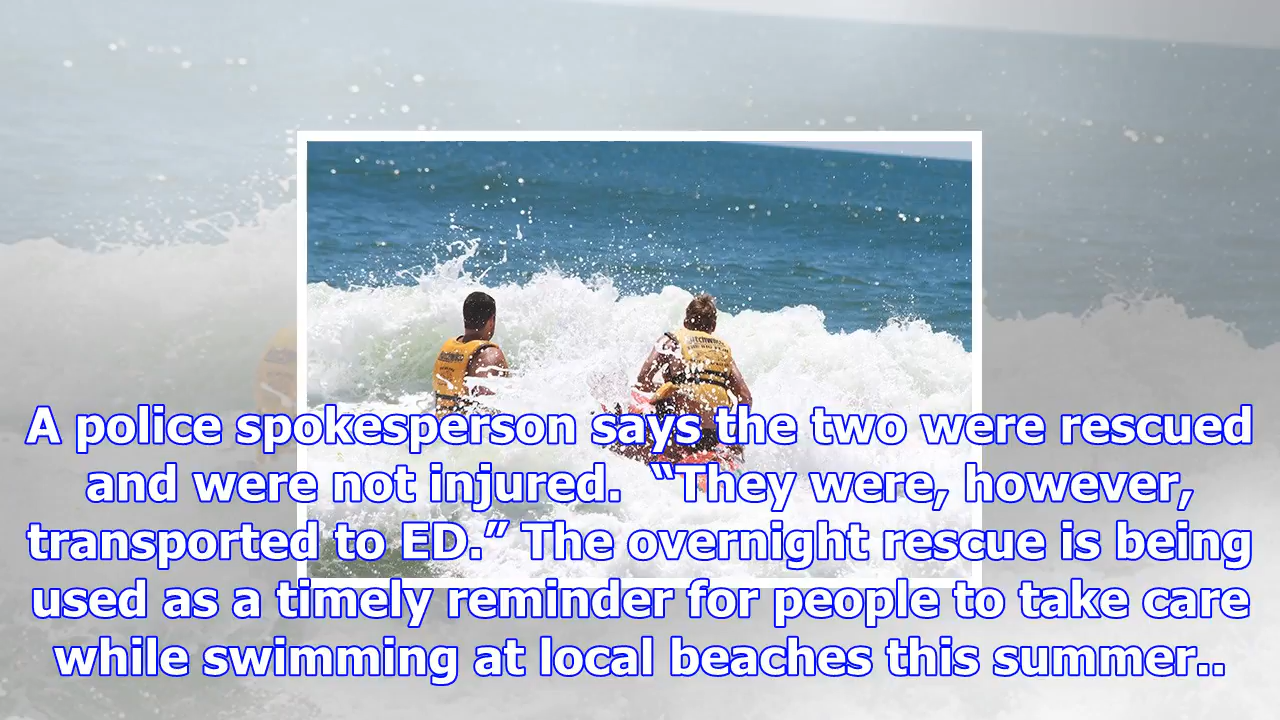 A police spokesperson says the two were rescued
and were not injured.  “They were, however,
transported to ED.” The overnight rescue is being
used as a timely reminder for people to take care
while swimming at local beaches this summer..